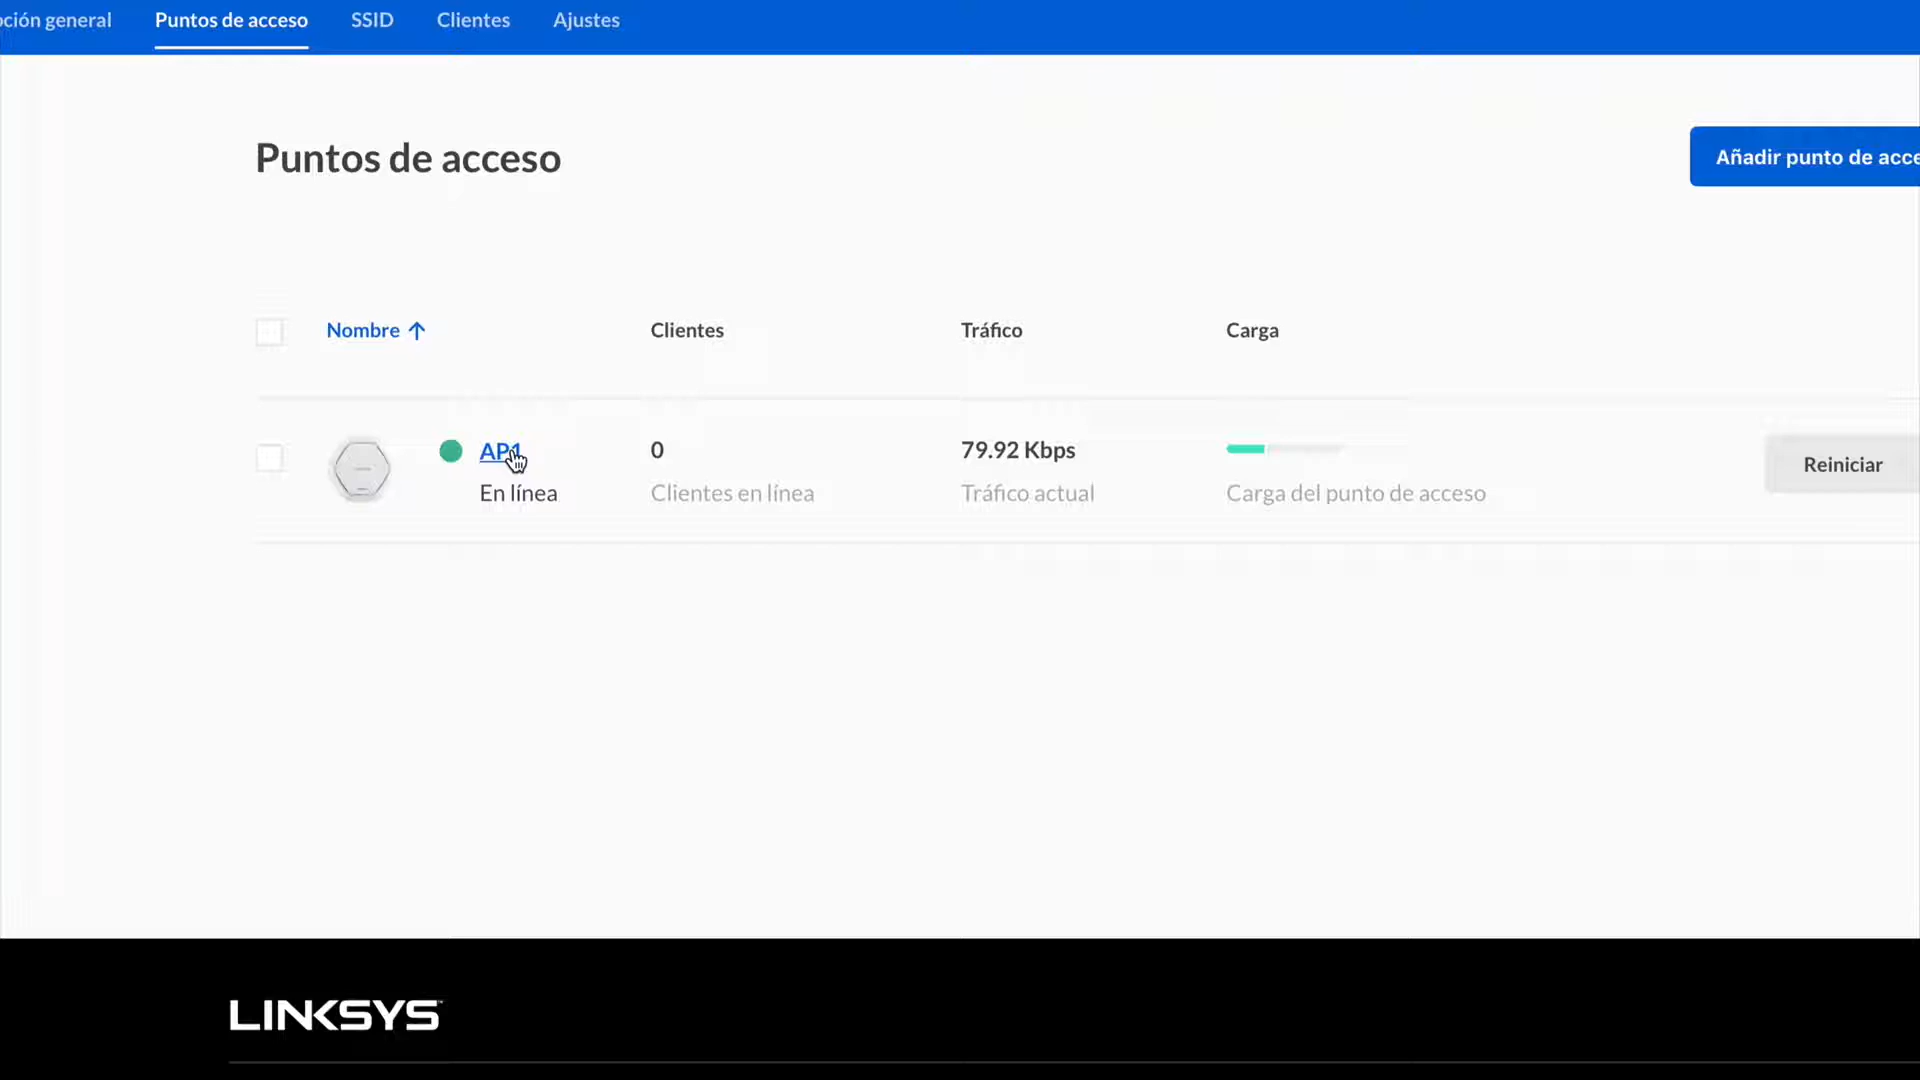 ción general Puntos de acceso SSID Clientes Ajustes
Puntos de acceso
Añadir punto de acce
Nombre Clientes Tráfico Carga
AP1 0 79.92 Kbps
En línea Clientes en línea Tráfico actual Carga del punto de acceso
Reiniciar
LINKSYS